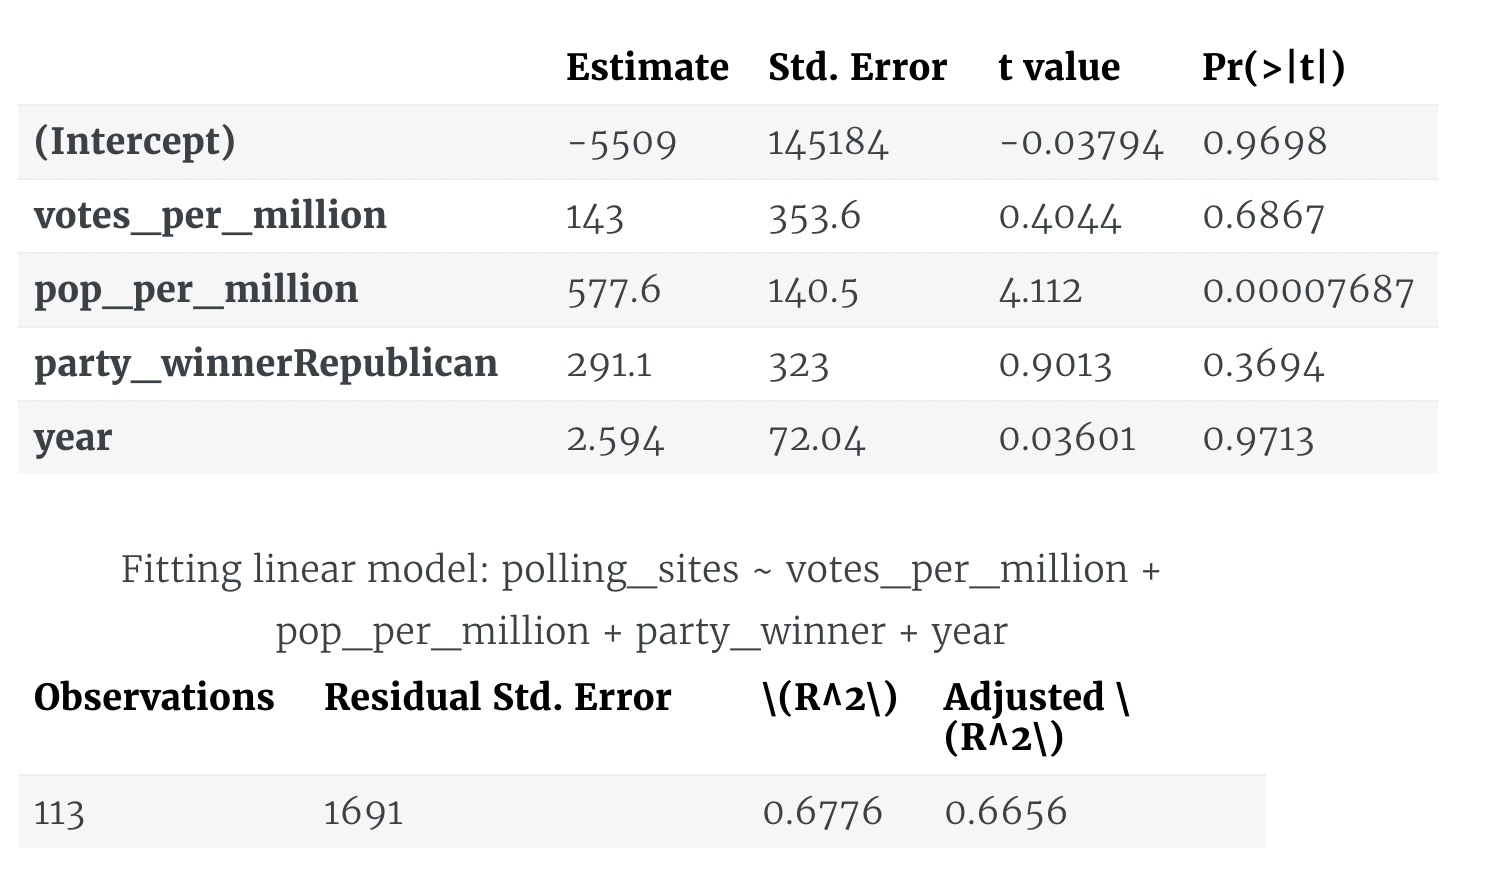 Estimate Std. Error t value Pr(>|t|)
(Intercept) -5509 145184 -0.03794 0.9698
votes_per_million 143 353.6 0.4044 0.6867
pop_per_million 577.6 140.5 4.112 0.00007687
party_winnerRepublican 291.1 323 0.9013 0.3694
year 2.594 72.04 0.03601 0.9713
Fitting linear model: polling_sites ~ votes_per_million +
pop_per_million + party_winner + year
Observations Residual Std. Error \(R^2\) Adjusted \
(R^2\)
113 1691 0.6776 0.6656